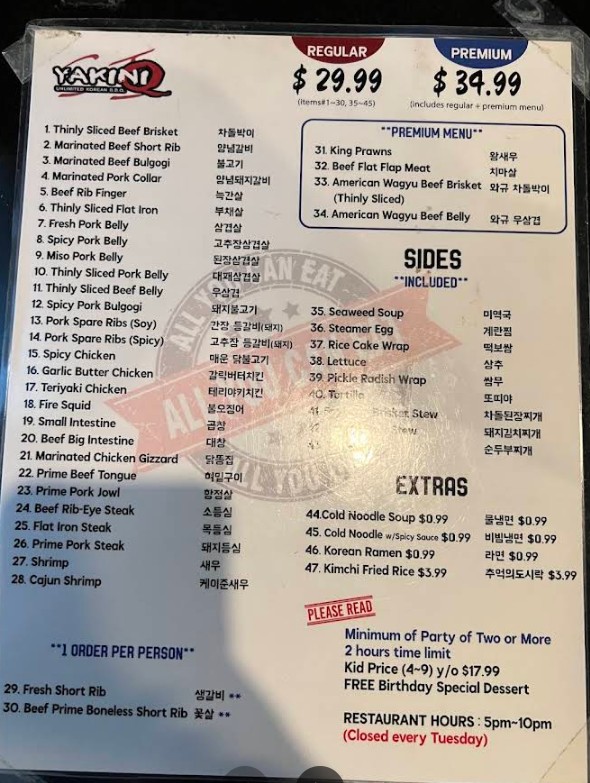 YAKINIQ
UNLIMITED KOREAN B.B.Q.
REGULAR
$ 29.99
(items#1~30, 35~45)
PREMIUM
$ 34.99
(includes regular + premium menu)
1. Thinly Sliced Beef Brisket 차돌박이
2. Marinated Beef Short Rib 양념갈비
3. Marinated Beef Bulgogi 불고기
4. Marinated Pork Collar 양념돼지갈비
5. Beef Rib Finger 늑간살
6. Thinly Sliced Flat Iron 부채살
7. Fresh Pork Belly 삼겹살
8. Spicy Pork Belly 고추장삼겹살
9. Miso Pork Belly 된장삼겹살
10. Thinly Sliced Pork Belly 대패삼겹살
11. Thinly Sliced Beef Belly 우삼겹
12. Spicy Pork Bulgogi 돼지불고기
13. Pork Spare Ribs (Soy) 간장 등갈비(돼지)
14. Pork Spare Ribs (Spicy) 고추장 등갈비(돼지)
15. Spicy Chicken 매운 닭불고기
16. Garlic Butter Chicken 갈릭버터치킨
17. Teriyaki Chicken 테리야키치킨
18. Fire Squid 불오징어
19. Small Intestine 곱창
20. Beef Big Intestine 대창
21. Marinated Chicken Gizzard 닭똥집
22. Prime Beef Tongue 혀밑구이
23. Prime Pork Jowl 항정살
24. Beef Rib-Eye Steak 소등심
25. Flat Iron Steak 목등심
26. Prime Pork Steak 돼지등심
27. Shrimp 새우
28. Cajun Shrimp 케이준새우
**1 ORDER PER PERSON**
29. Fresh Short Rib 생갈비 **
30. Beef Prime Boneless Short Rib 꽃살 **
**PREMIUM MENU**
31. King Prawns 왕새우
32. Beef Flat Flap Meat 치마살
33. American Wagyu Beef Brisket 와규 차돌박이
(Thinly Sliced)
34. American Wagyu Beef Belly 와규 우삼겹
SIDES
**INCLUDED**
35. Seaweed Soup 미역국
36. Steamer Egg 계란찜
37. Rice Cake Wrap 떡보쌈
38. Lettuce 상추
39. Pickle Radish Wrap 쌈무
40. Tortilla 또띠야
41. Brisket Stew 차돌된장찌개
Stew 돼지김치찌개
순두부찌개
EXTRAS
44.Cold Noodle Soup $0.99 물냉면 $0.99
45. Cold Noodle w/Spicy Sauce $0.99 비빔냉면 $0.99
46. Korean Ramen $0.99 라면 $0.99
47. Kimchi Fried Rice $3.99 추억의도시락 $3.99
PLEASE READ
Minimum of Party of Two or More
2 hours time limit
Kid Price (4~9) y/o $17.99
FREE Birthday Special Dessert
RESTAURANT HOURS : 5pm~10pm
(Closed every Tuesday)
ALL YOU CAN EAT